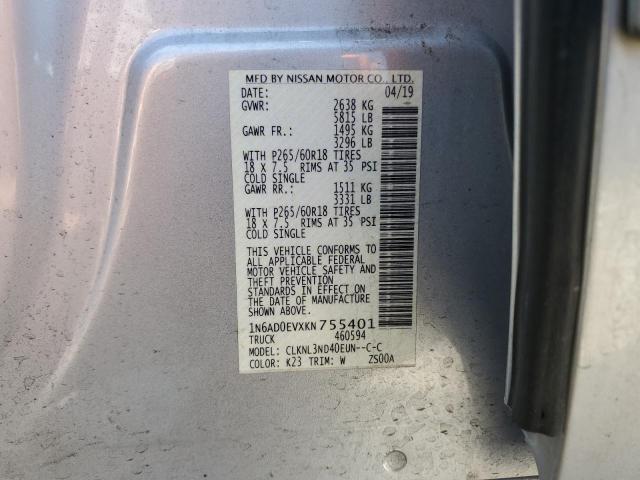 MFD BY NISSAN MOTOR CO., LTD.
DATE: 04/19
GVWR: 2638 KG
5815 LB
GAWR FR.: 1495 KG
3296 LB
WITH P265/60R18 TIRES
18 X 7.5 RIMS AT 35 PSI
COLD SINGLE
GAWR RR.: 1511 KG
3331 LB
WITH P265/60R18 TIRES
18 X 7.5 RIMS AT 35 PSI
COLD SINGLE
THIS VEHICLE CONFORMS TO
ALL APPLICABLE FEDERAL
MOTOR VEHICLE SAFETY AND
THEFT PREVENTION
STANDARDS IN EFFECT ON
THE DATE OF MANUFACTURE
SHOWN ABOVE.
1N6AD0EVXKN 755401
TRUCK 460594
MODEL: CLKNL3ND40EUN--C-C
COLOR: K23 TRIM: W ZS00A